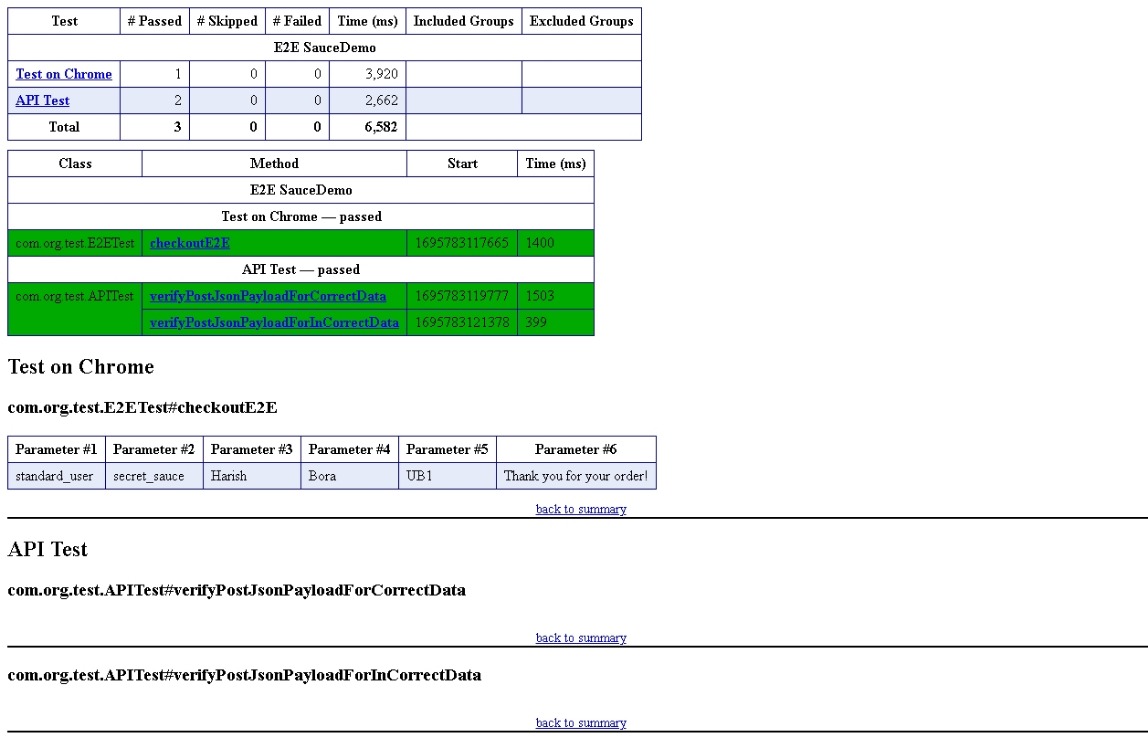 Test # Passed # Skipped # Failed Time (ms) Included Groups Excluded Groups
E2E SauceDemo
Test on Chrome 1 0 0 3,920
API Test 2 0 0 2,662
Total 3 0 0 6,582
Class Method Start Time (ms)
E2E SauceDemo
Test on Chrome — passed
com.org.test.E2ETest checkoutE2E 1695783117665 1400
API Test — passed
com.org.test.APITest verifyPostJsonPayloadForCorrectData 1695783119777 1503
verifyPostJsonPayloadForInCorrectData 1695783121378 399
Test on Chrome
com.org.test.E2ETest#checkoutE2E
Parameter #1 Parameter #2 Parameter #3 Parameter #4 Parameter #5 Parameter #6
standard_user secret_sauce Harish Bora UB1 Thank you for your order!
back to summary
API Test
com.org.test.APITest#verifyPostJsonPayloadForCorrectData
back to summary
com.org.test.APITest#verifyPostJsonPayloadForInCorrectData
back to summary